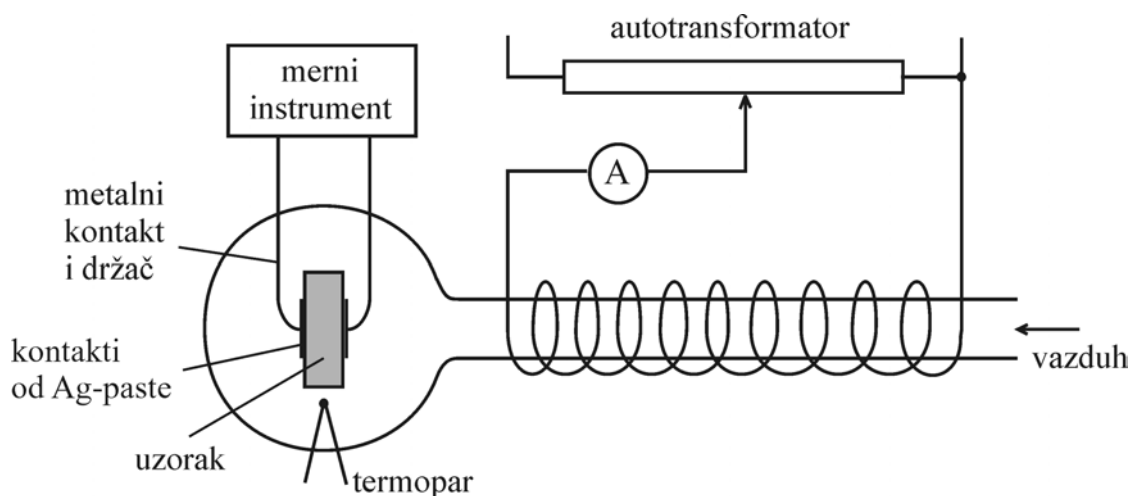 autotransformator
merni
instrument
A
metalni
kontakt
i držač
kontakti
od Ag-paste
uzorak
termopar
vazduh